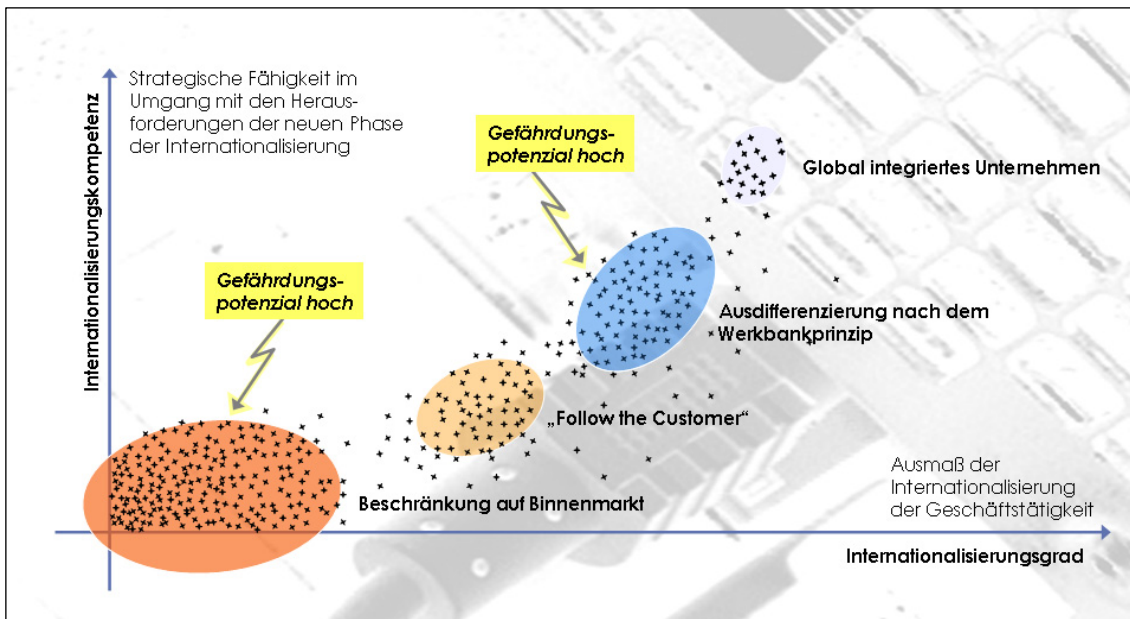 Strategische Fähigkeit im
Umgang mit den Heraus-
forderungen der neuen Phase
der Internationalisierung
Internationalisierungskompetenz
Gefährdungs-
potenzial hoch
Global integriertes Unternehmen
Gefährdungs-
potenzial hoch
Ausdifferenzierung nach dem
Werkbankprinzip
„Follow the Customer“
Beschränkung auf Binnenmarkt
Ausmaß der
Internationalisierung
der Geschäftstätigkeit
Internationalisierungsgrad